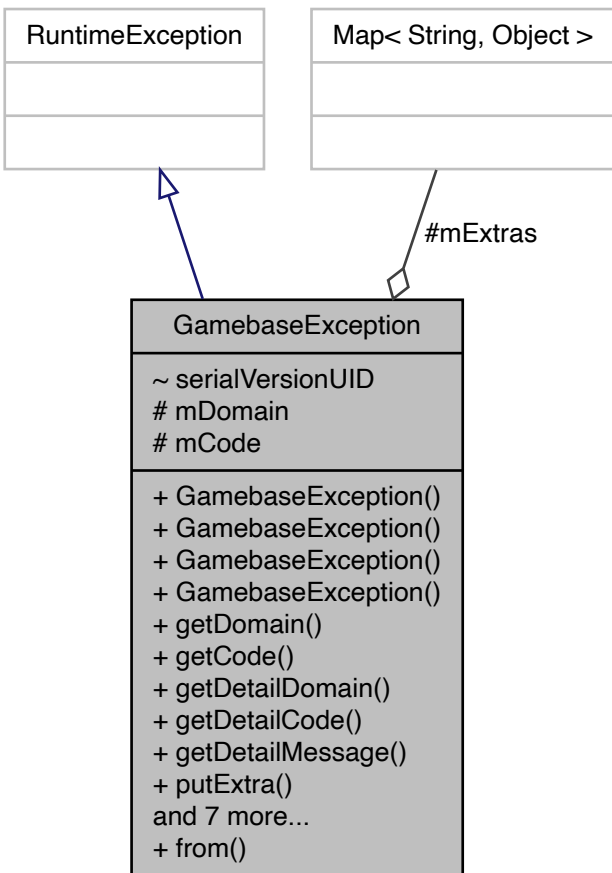 RuntimeException
Map< String, Object >
#mExtras
GamebaseException
~ serialVersionUID
# mDomain
# mCode
+ GamebaseException()
+ GamebaseException()
+ GamebaseException()
+ GamebaseException()
+ getDomain()
+ getCode()
+ getDetailDomain()
+ getDetailCode()
+ getDetailMessage()
+ putExtra()
and 7 more...
+ from()